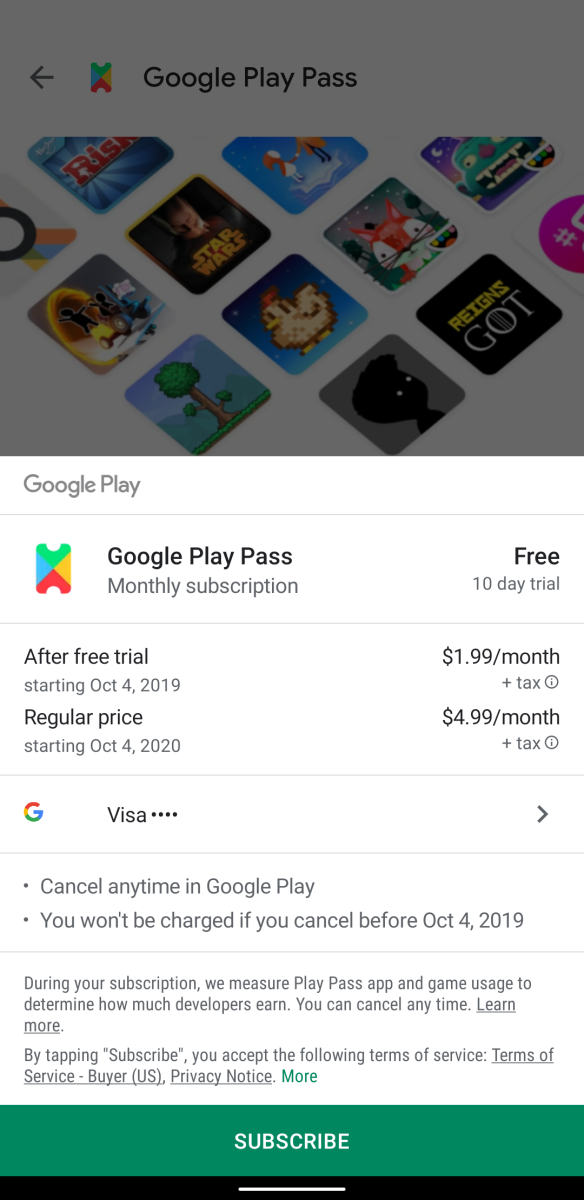 Google Play Pass
RISK
STAR
WARS
REIGNS
GOT
Google Play
Google Play Pass
Free
Monthly subscription
10 day trial
After free trial
$1.99/month
starting Oct 4, 2019
+ tax
Regular price
$4.99/month
starting Oct 4, 2020
+ tax
G
Visa ••••
• Cancel anytime in Google Play
• You won't be charged if you cancel before Oct 4, 2019
During your subscription, we measure Play Pass app and game usage to
determine how much developers earn. You can cancel any time. Learn
more.
By tapping "Subscribe", you accept the following terms of service: Terms of
Service - Buyer (US), Privacy Notice. More
SUBSCRIBE